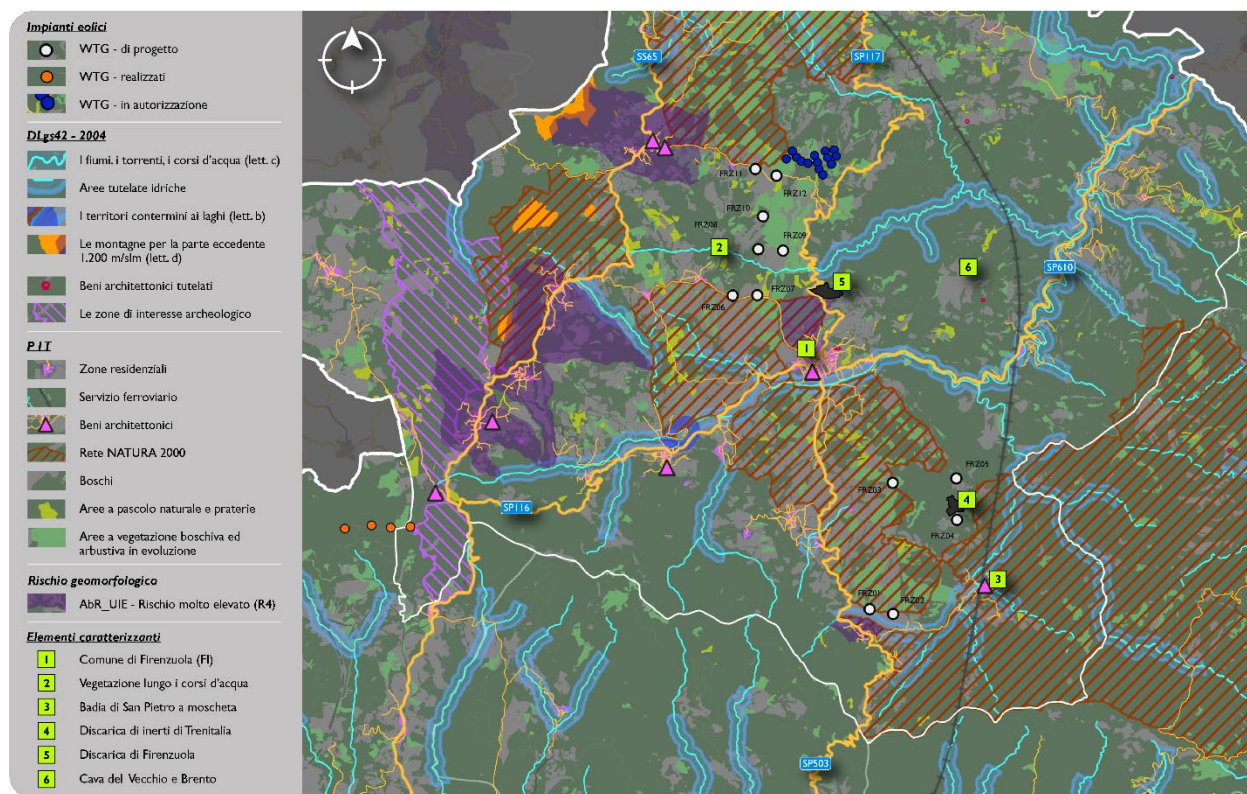 Impianti eolici
WTG - di progetto
WTG - realizzati
WTG - in autorizzazione
DLgs42 - 2004
I fiumi. i torrenti, i corsi d'acqua (lett. c)
Aree tutelate idriche
I territori contermini ai laghi (lett. b)
Le montagne per la parte eccedente
1.200 m/slm (lett. d)
Beni architettonici tutelati
Le zone di interesse archeologico
PIT
Zone residenziali
Servizio ferroviario
Beni architettonici
Rete NATURA 2000
Boschi
Aree a pascolo naturale e praterie
Aree a vegetazione boschiva ed
arbustiva in evoluzione
Rischio geomorfologico
AbR_UIE - Rischio molto elevato (R4)
Elementi caratterizzanti
1 Comune di Firenzuola (FI)
2 Vegetazione lungo i corsi d'acqua
3 Badia di San Pietro a moscheta
4 Discarica di inerti di Trenitalia
5 Discarica di Firenzuola
6 Cava del Vecchio e Brento
SS65
SP117
FRZ11
FRZ12
FRZ10
FRZ08
FRZ09
2
6
SP610
5
FRZ07
FRZ06
1
FRZ05
FRZ03
4
SP116
FRZ04
3
FRZ01
FRZ02
SP503